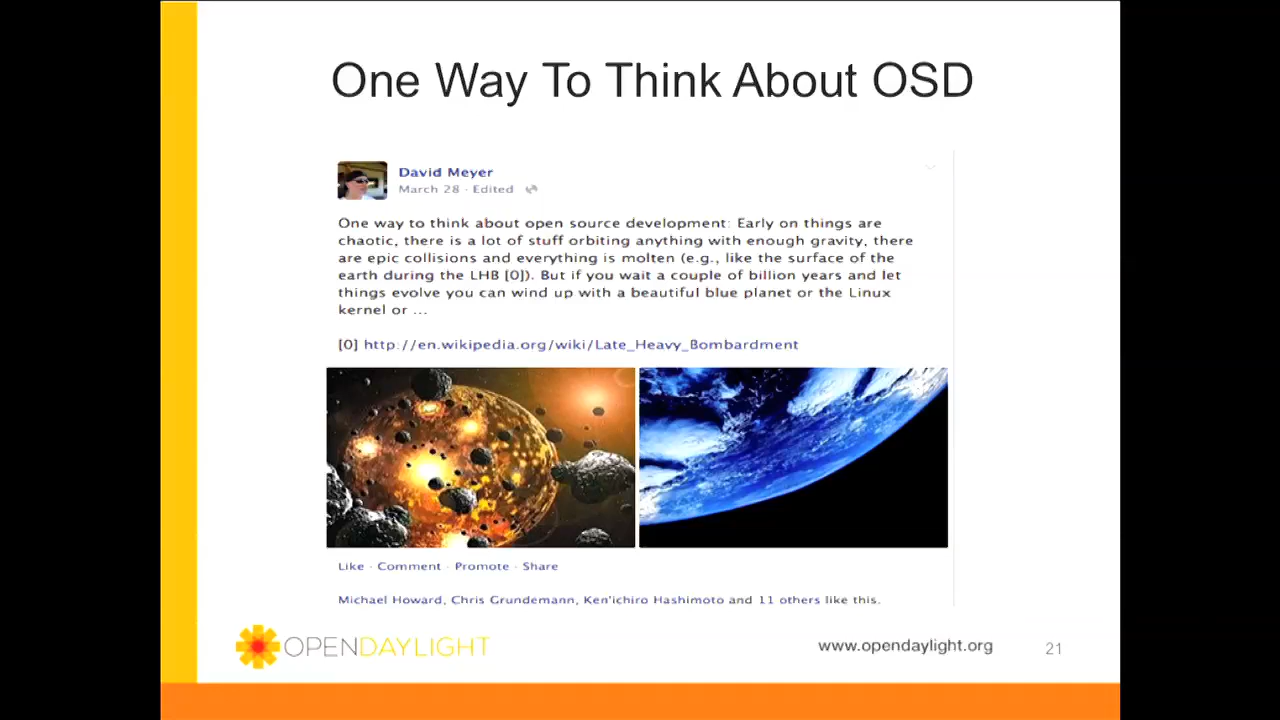 One Way To Think About OSD
David Meyer
March 28 · Edited
One way to think about open source development: Early on things are
chaotic, there is a lot of stuff orbiting anything with enough gravity, there
are epic collisions and everything is molten (e.g., like the surface of the
earth during the LHB [0]). But if you wait a couple of billion years and let
things evolve you can wind up with a beautiful blue planet or the Linux
kernel or ...
[0] http://en.wikipedia.org/wiki/Late_Heavy_Bombardment
Like · Comment · Promote · Share
Michael Howard, Chris Grundemann, Ken'ichiro Hashimoto and 11 others like this.
OPENDAYLIGHT
www.opendaylight.org
21